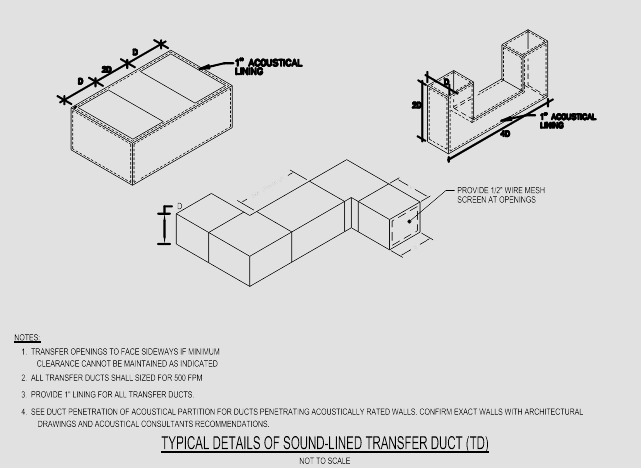 D
2D
D
1" ACOUSTICAL
LINING
D
2D
4D
1" ACOUSTICAL
LINING
D
PROVIDE 1/2" WIRE MESH
SCREEN AT OPENINGS
NOTES:
1. TRANSFER OPENINGS TO FACE SIDEWAYS IF MINIMUM
CLEARANCE CANNOT BE MAINTAINED AS INDICATED
2. ALL TRANSFER DUCTS SHALL SIZED FOR 500 FPM
3 PROVIDE 1" LINING FOR ALL TRANSFER DUCTS.
4. SEE DUCT PENETRATION OF ACOUSTICAL PARTITION FOR DUCTS PENETRATING ACOUSTICALLY RATED WALLS. CONFIRM EXACT WALLS WITH ARCHITECTURAL
DRAWINGS AND ACOUSTICAL CONSULTANTS RECOMMENDATIONS.
TYPICAL DETAILS OF SOUND-LINED TRANSFER DUCT (TD)
NOT TO SCALE